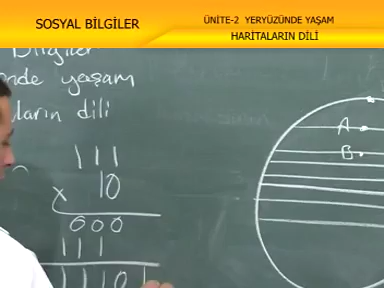 SOSYAL BİLGİLER
ÜNİTE-2 YERYÜZÜNDE YAŞAM
HARİTALARIN DİLİ
Bilgiler
nde yaşam
ların dili
111
x 10
000
111
1110
A
B